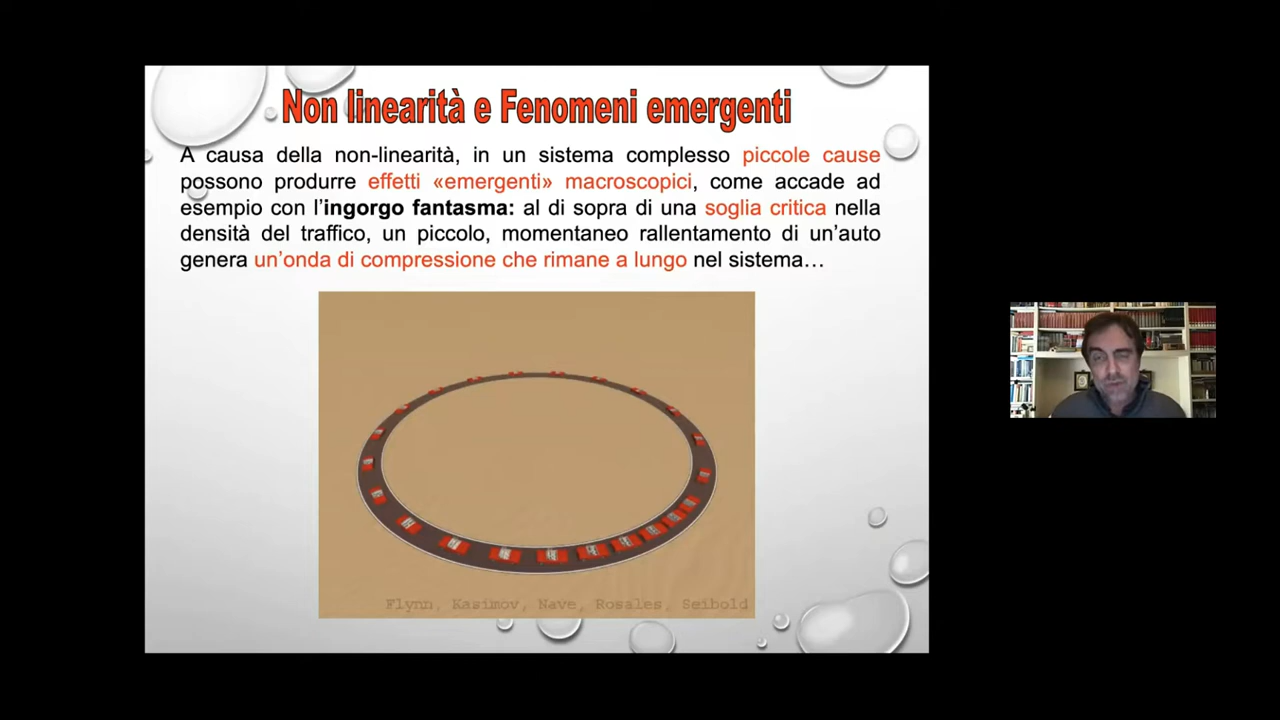 Non linearità e Fenomeni emergenti
A causa della non-linearità, in un sistema complesso piccole cause
possono produrre effetti «emergenti» macroscopici, come accade ad
esempio con l’ingorgo fantasma: al di sopra di una soglia critica nella
densità del traffico, un piccolo, momentaneo rallentamento di un’auto
genera un’onda di compressione che rimane a lungo nel sistema…
Flynn, Kasimov, Nave, Rosales, Seibold